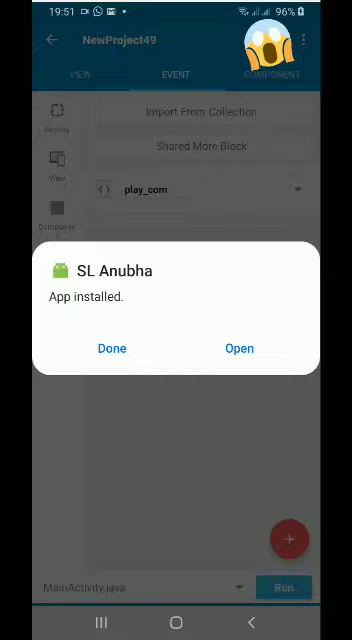 19:51 96%
NewProject49
VIEW EVENT COMPONENT
Import From Collection
Activity
Shared More Block
View
play_com
Component
SL Anubha
App installed.
Done Open
MainActivity.java Run